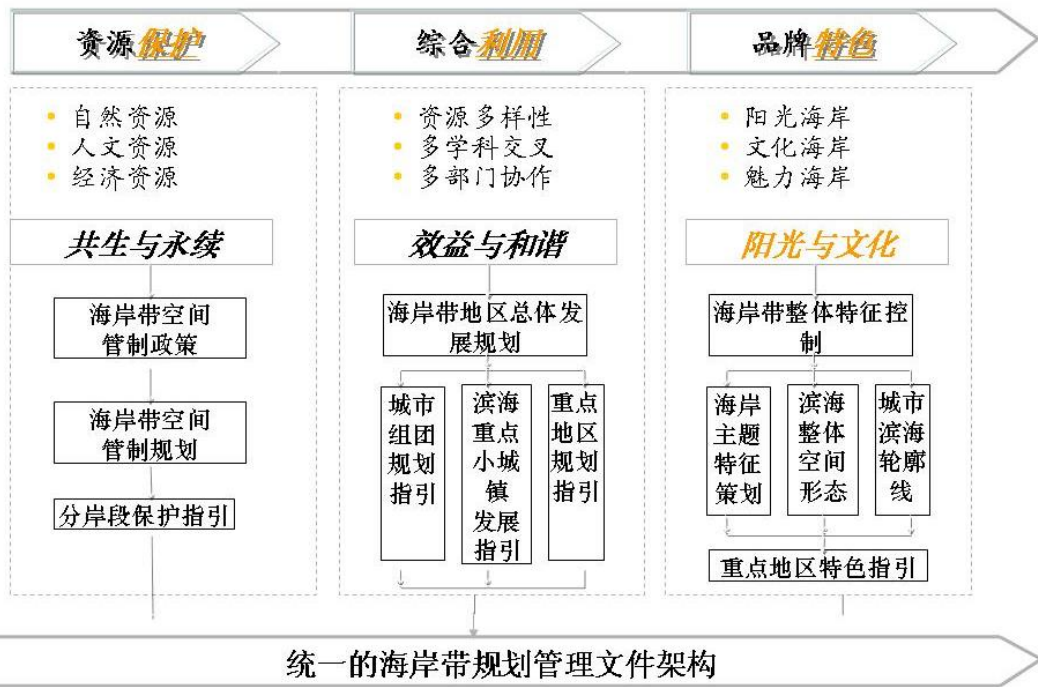 资源保护
综合利用
品牌特色
自然资源
人文资源
经济资源
共生与永续
海岸带空间
管制政策
海岸带空间
管制规划
分岸段保护指引
资源多样性
多学科交叉
多部门协作
效益与和谐
海岸带地区总体发
展规划
城市
组团
规划
指引
滨海
重点
小城
镇
发展
指引
重点
地区
规划
指引
阳光海岸
文化海岸
魅力海岸
阳光与文化
海岸带整体特征控
制
海岸
主题
特征
策划
滨海
整体
空间
形态
城市
滨海
轮廓
线
重点地区特色指引
统一的海岸带规划管理文件架构